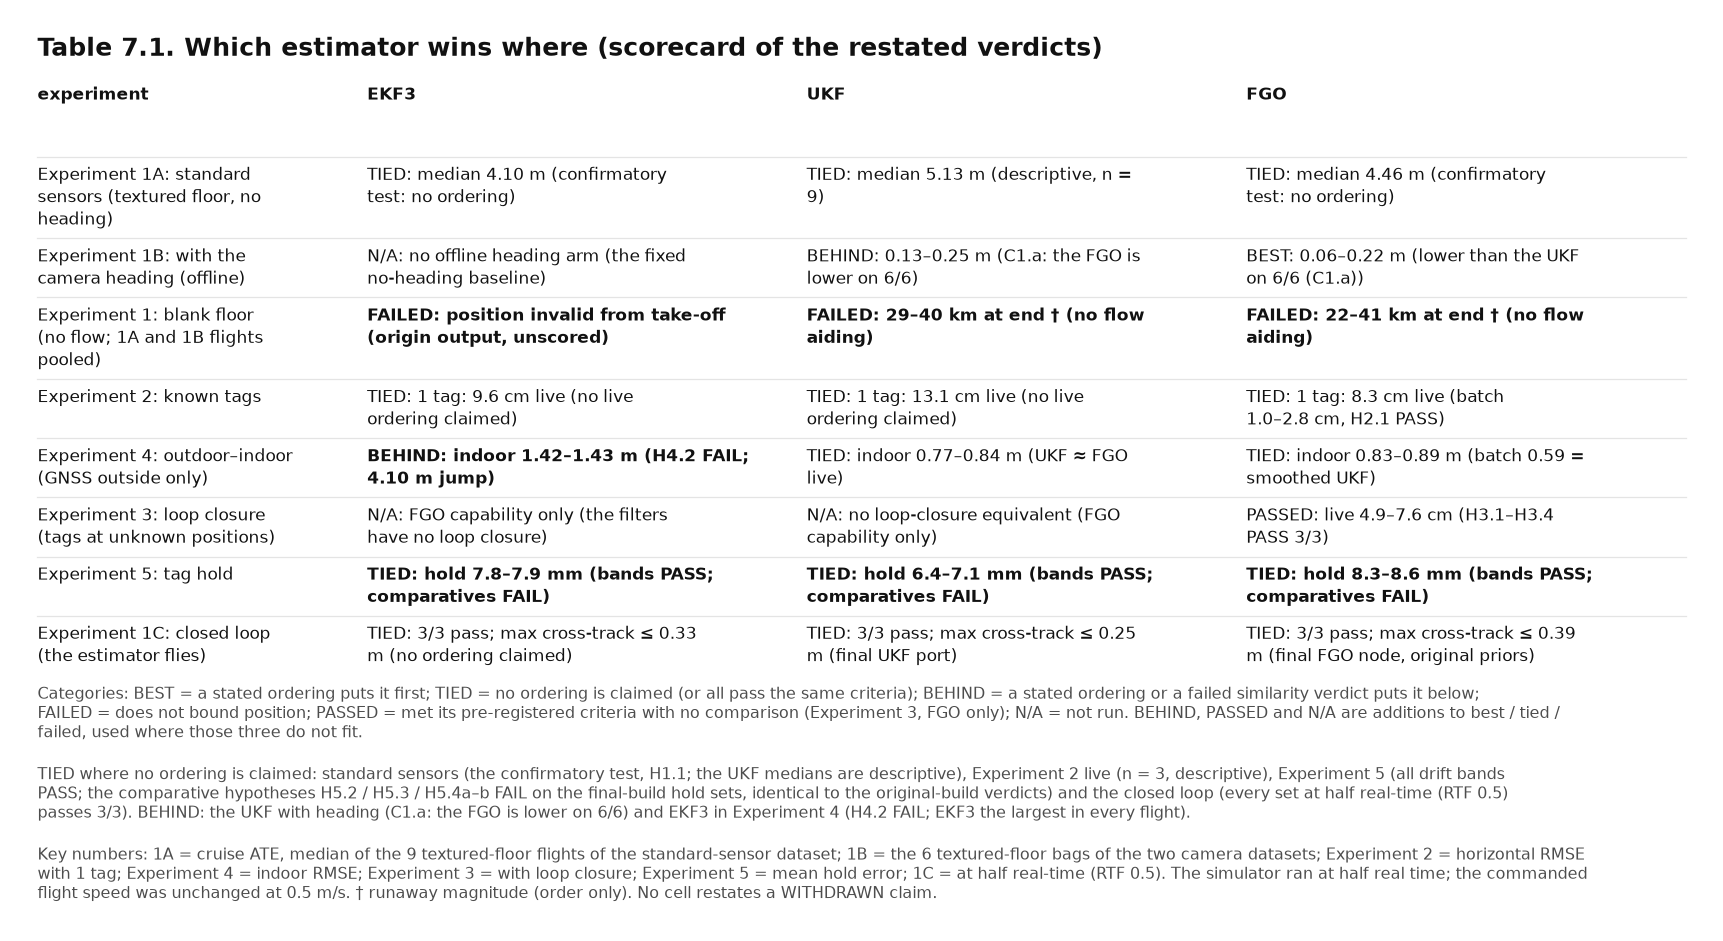 Table 7.1. Which estimator wins where (scorecard of the restated verdicts)
experiment EKF3 UKF FGO
Experiment 1A: standard TIED: median 4.10 m (confirmatory TIED: median 5.13 m (descriptive, n = TIED: median 4.46 m (confirmatory
sensors (textured floor, no test: no ordering) 9) test: no ordering)
heading)
Experiment 1B: with the N/A: no offline heading arm (the fixed BEHIND: 0.13–0.25 m (C1.a: the FGO is BEST: 0.06–0.22 m (lower than the UKF
camera heading (offline) no-heading baseline) lower on 6/6) on 6/6 (C1.a))
Experiment 1: blank floor FAILED: position invalid from take-off FAILED: 29–40 km at end † (no flow FAILED: 22–41 km at end † (no flow
(no flow; 1A and 1B flights (origin output, unscored) aiding) aiding)
pooled)
Experiment 2: known tags TIED: 1 tag: 9.6 cm live (no live TIED: 1 tag: 13.1 cm live (no live TIED: 1 tag: 8.3 cm live (batch
ordering claimed) ordering claimed) 1.0–2.8 cm, H2.1 PASS)
Experiment 4: outdoor–indoor BEHIND: indoor 1.42–1.43 m (H4.2 FAIL; TIED: indoor 0.77–0.84 m (UKF ≈ FGO TIED: indoor 0.83–0.89 m (batch 0.59 =
(GNSS outside only) 4.10 m jump) live) smoothed UKF)
Experiment 3: loop closure N/A: FGO capability only (the filters N/A: no loop-closure equivalent (FGO PASSED: live 4.9–7.6 cm (H3.1–H3.4
(tags at unknown positions) have no loop closure) capability only) PASS 3/3)
Experiment 5: tag hold TIED: hold 7.8–7.9 mm (bands PASS; TIED: hold 6.4–7.1 mm (bands PASS; TIED: hold 8.3–8.6 mm (bands PASS;
comparatives FAIL) comparatives FAIL) comparatives FAIL)
Experiment 1C: closed loop TIED: 3/3 pass; max cross-track ≤ 0.33 TIED: 3/3 pass; max cross-track ≤ 0.25 TIED: 3/3 pass; max cross-track ≤ 0.39
(the estimator flies) m (no ordering claimed) m (final UKF port) m (final FGO node, original priors)
Categories: BEST = a stated ordering puts it first; TIED = no ordering is claimed (or all pass the same criteria); BEHIND = a stated ordering or a failed similarity verdict puts it below;
FAILED = does not bound position; PASSED = met its pre-registered criteria with no comparison (Experiment 3, FGO only); N/A = not run. BEHIND, PASSED and N/A are additions to best / tied /
failed, used where those three do not fit.
TIED where no ordering is claimed: standard sensors (the confirmatory test, H1.1; the UKF medians are descriptive), Experiment 2 live (n = 3, descriptive), Experiment 5 (all drift bands
PASS; the comparative hypotheses H5.2 / H5.3 / H5.4a–b FAIL on the final-build hold sets, identical to the original-build verdicts) and the closed loop (every set at half real-time (RTF 0.5)
passes 3/3). BEHIND: the UKF with heading (C1.a: the FGO is lower on 6/6) and EKF3 in Experiment 4 (H4.2 FAIL; EKF3 the largest in every flight).
Key numbers: 1A = cruise ATE, median of the 9 textured-floor flights of the standard-sensor dataset; 1B = the 6 textured-floor bags of the two camera datasets; Experiment 2 = horizontal RMSE
with 1 tag; Experiment 4 = indoor RMSE; Experiment 3 = with loop closure; Experiment 5 = mean hold error; 1C = at half real-time (RTF 0.5). The simulator ran at half real time; the commanded
flight speed was unchanged at 0.5 m/s. † runaway magnitude (order only). No cell restates a WITHDRAWN claim.